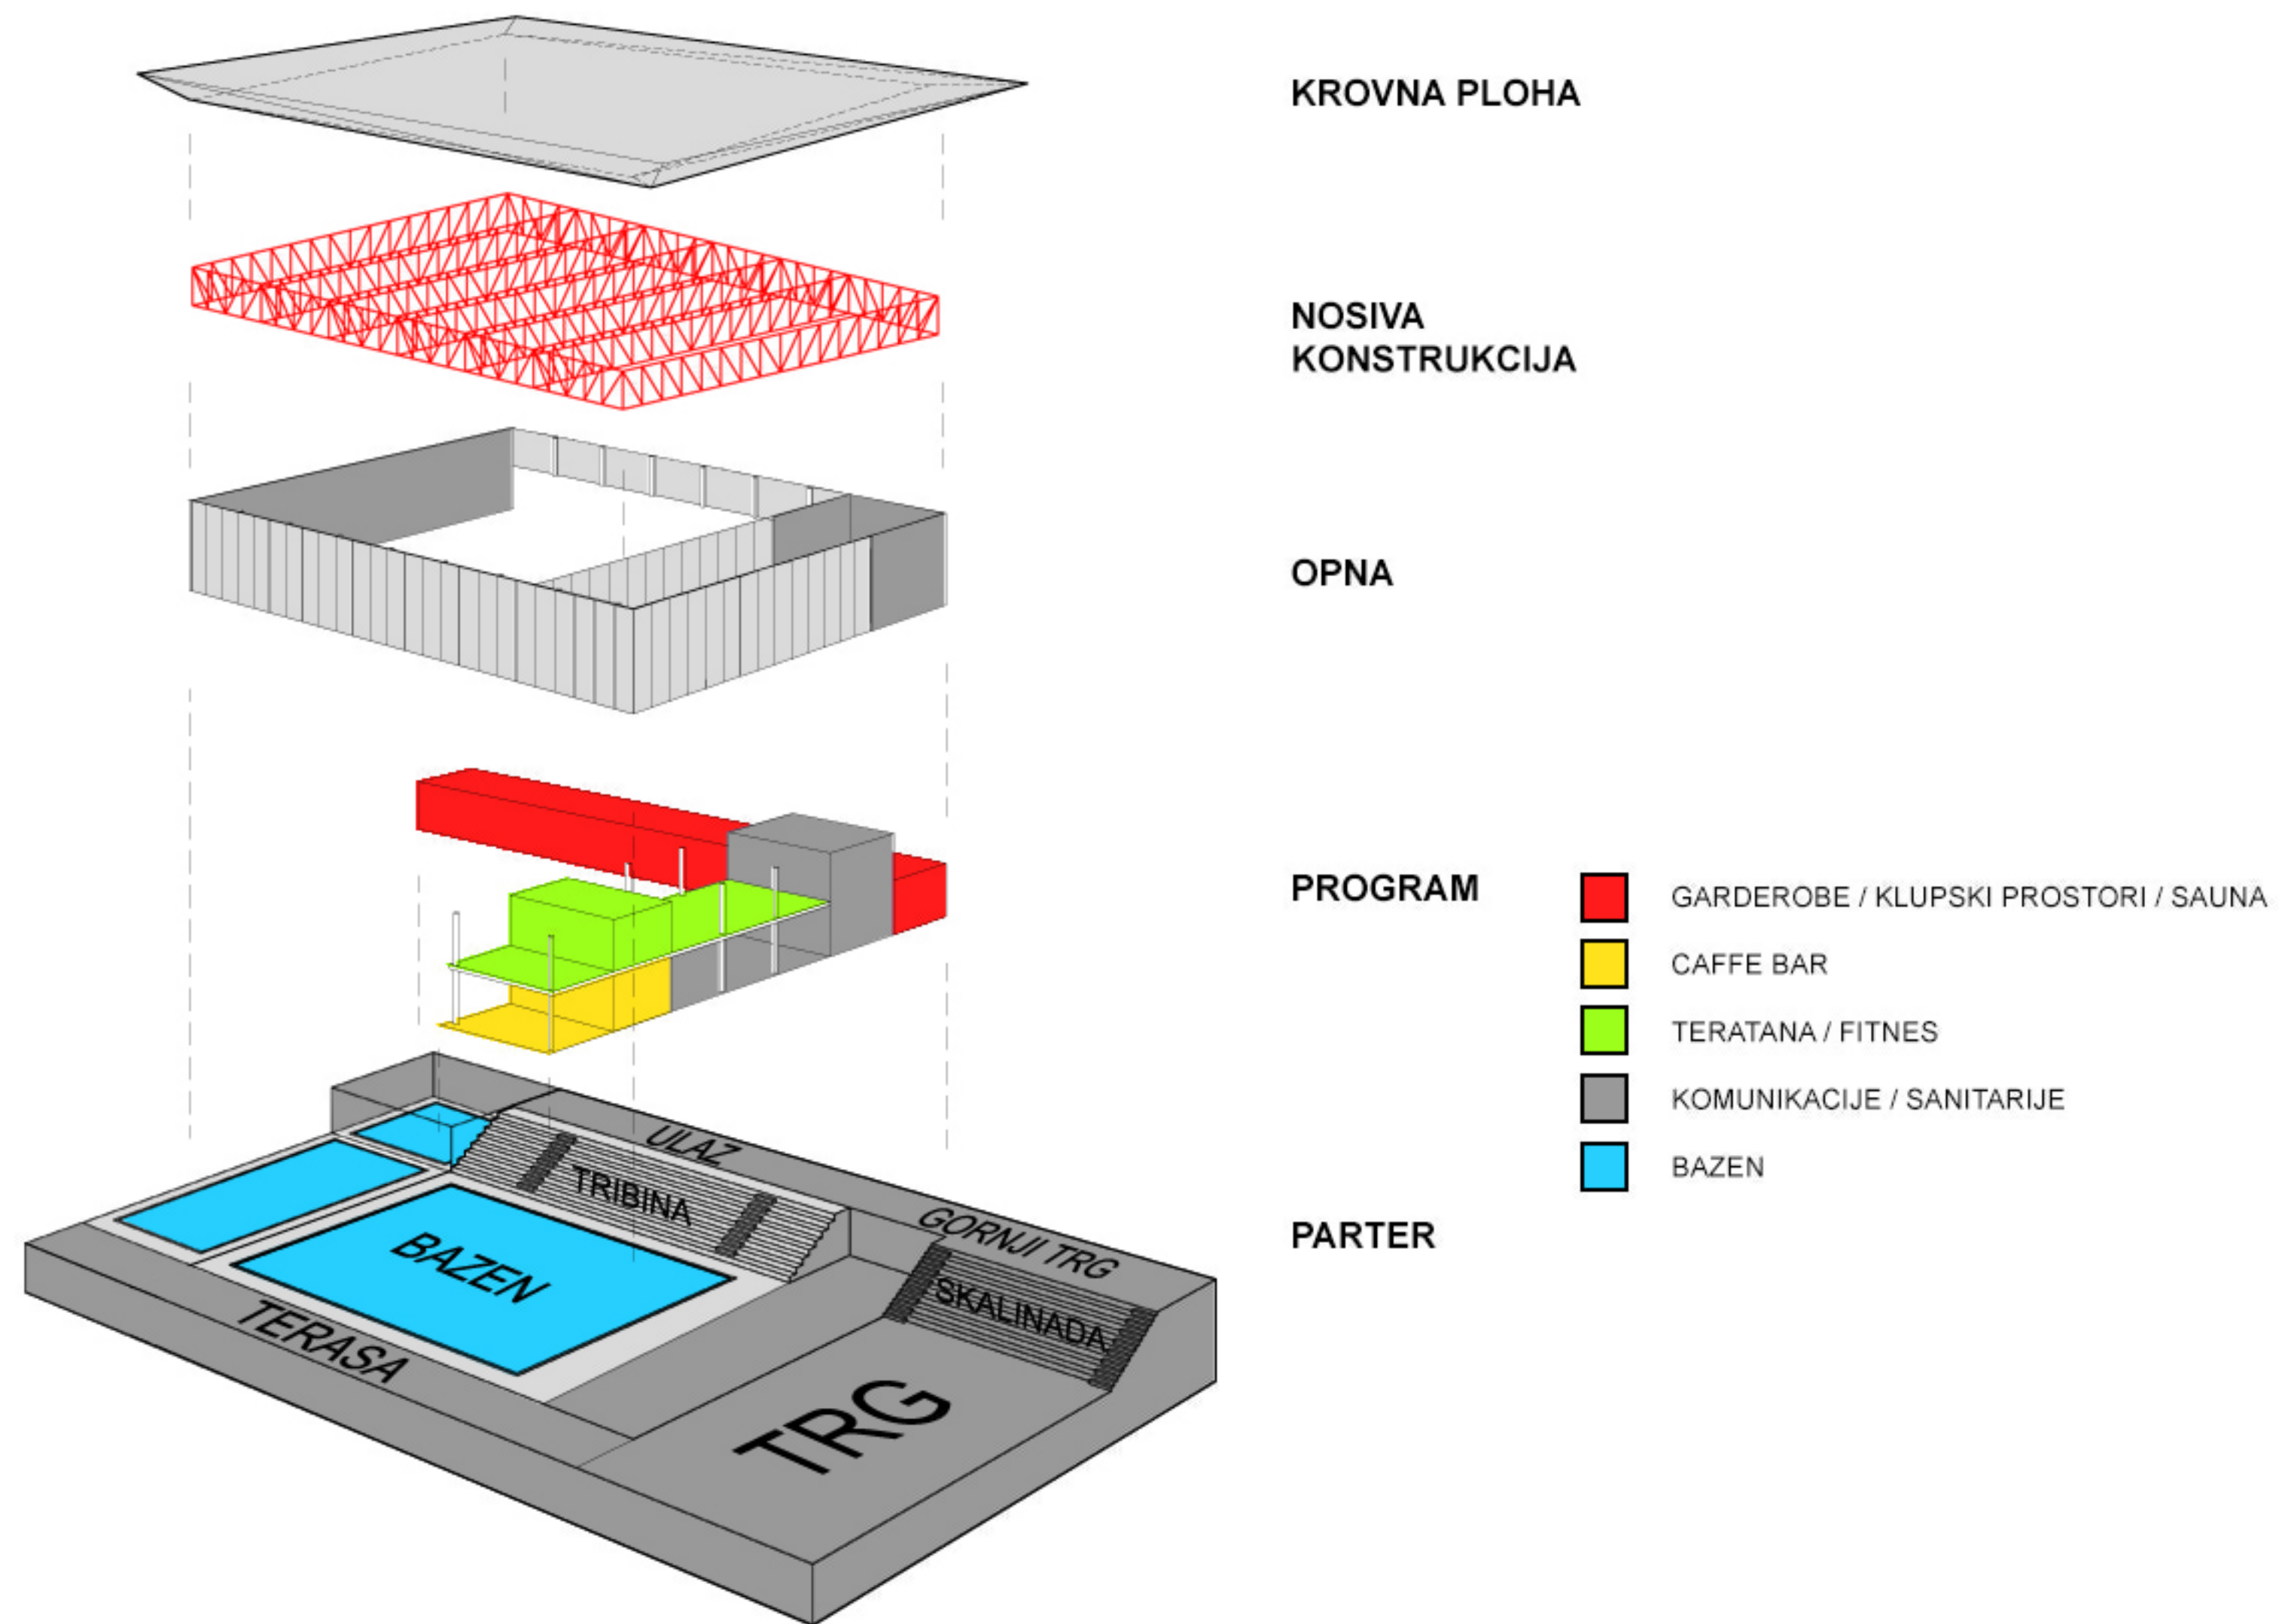 KROVNA PLOHA
NOSIVA
KONSTRUKCIJA
OPNA
PROGRAM
GARDEROBE / KLUPSKI PROSTORI / SAUNA
CAFFE BAR
TERATANA / FITNES
KOMUNIKACIJE / SANITARIJE
BAZEN
PARTER
ULAZ
TRIBINA
GORNJI TRG
SKALINADA
BAZEN
TERASA
TRG